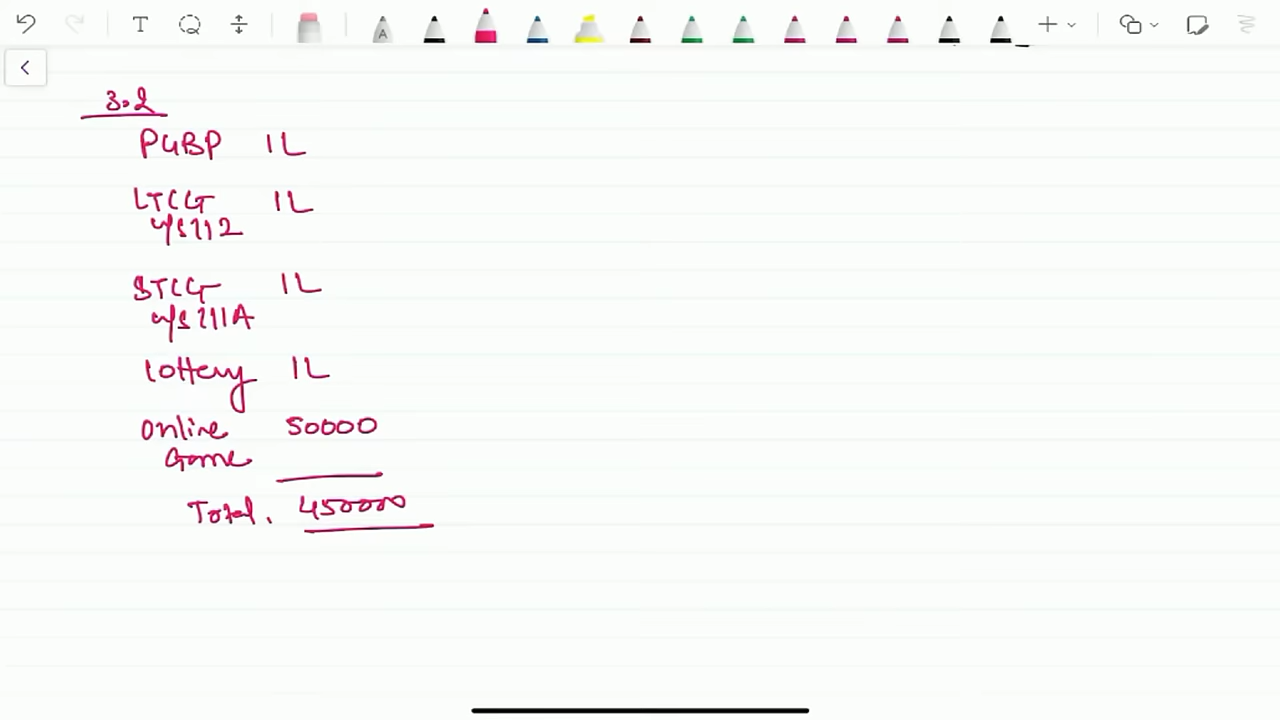 3.2
PGBP 1L
LTCG 1L
u/s 112
STCG 1L
u/s 111A
lottery 1L
Online 50000
Game
Total. 450000